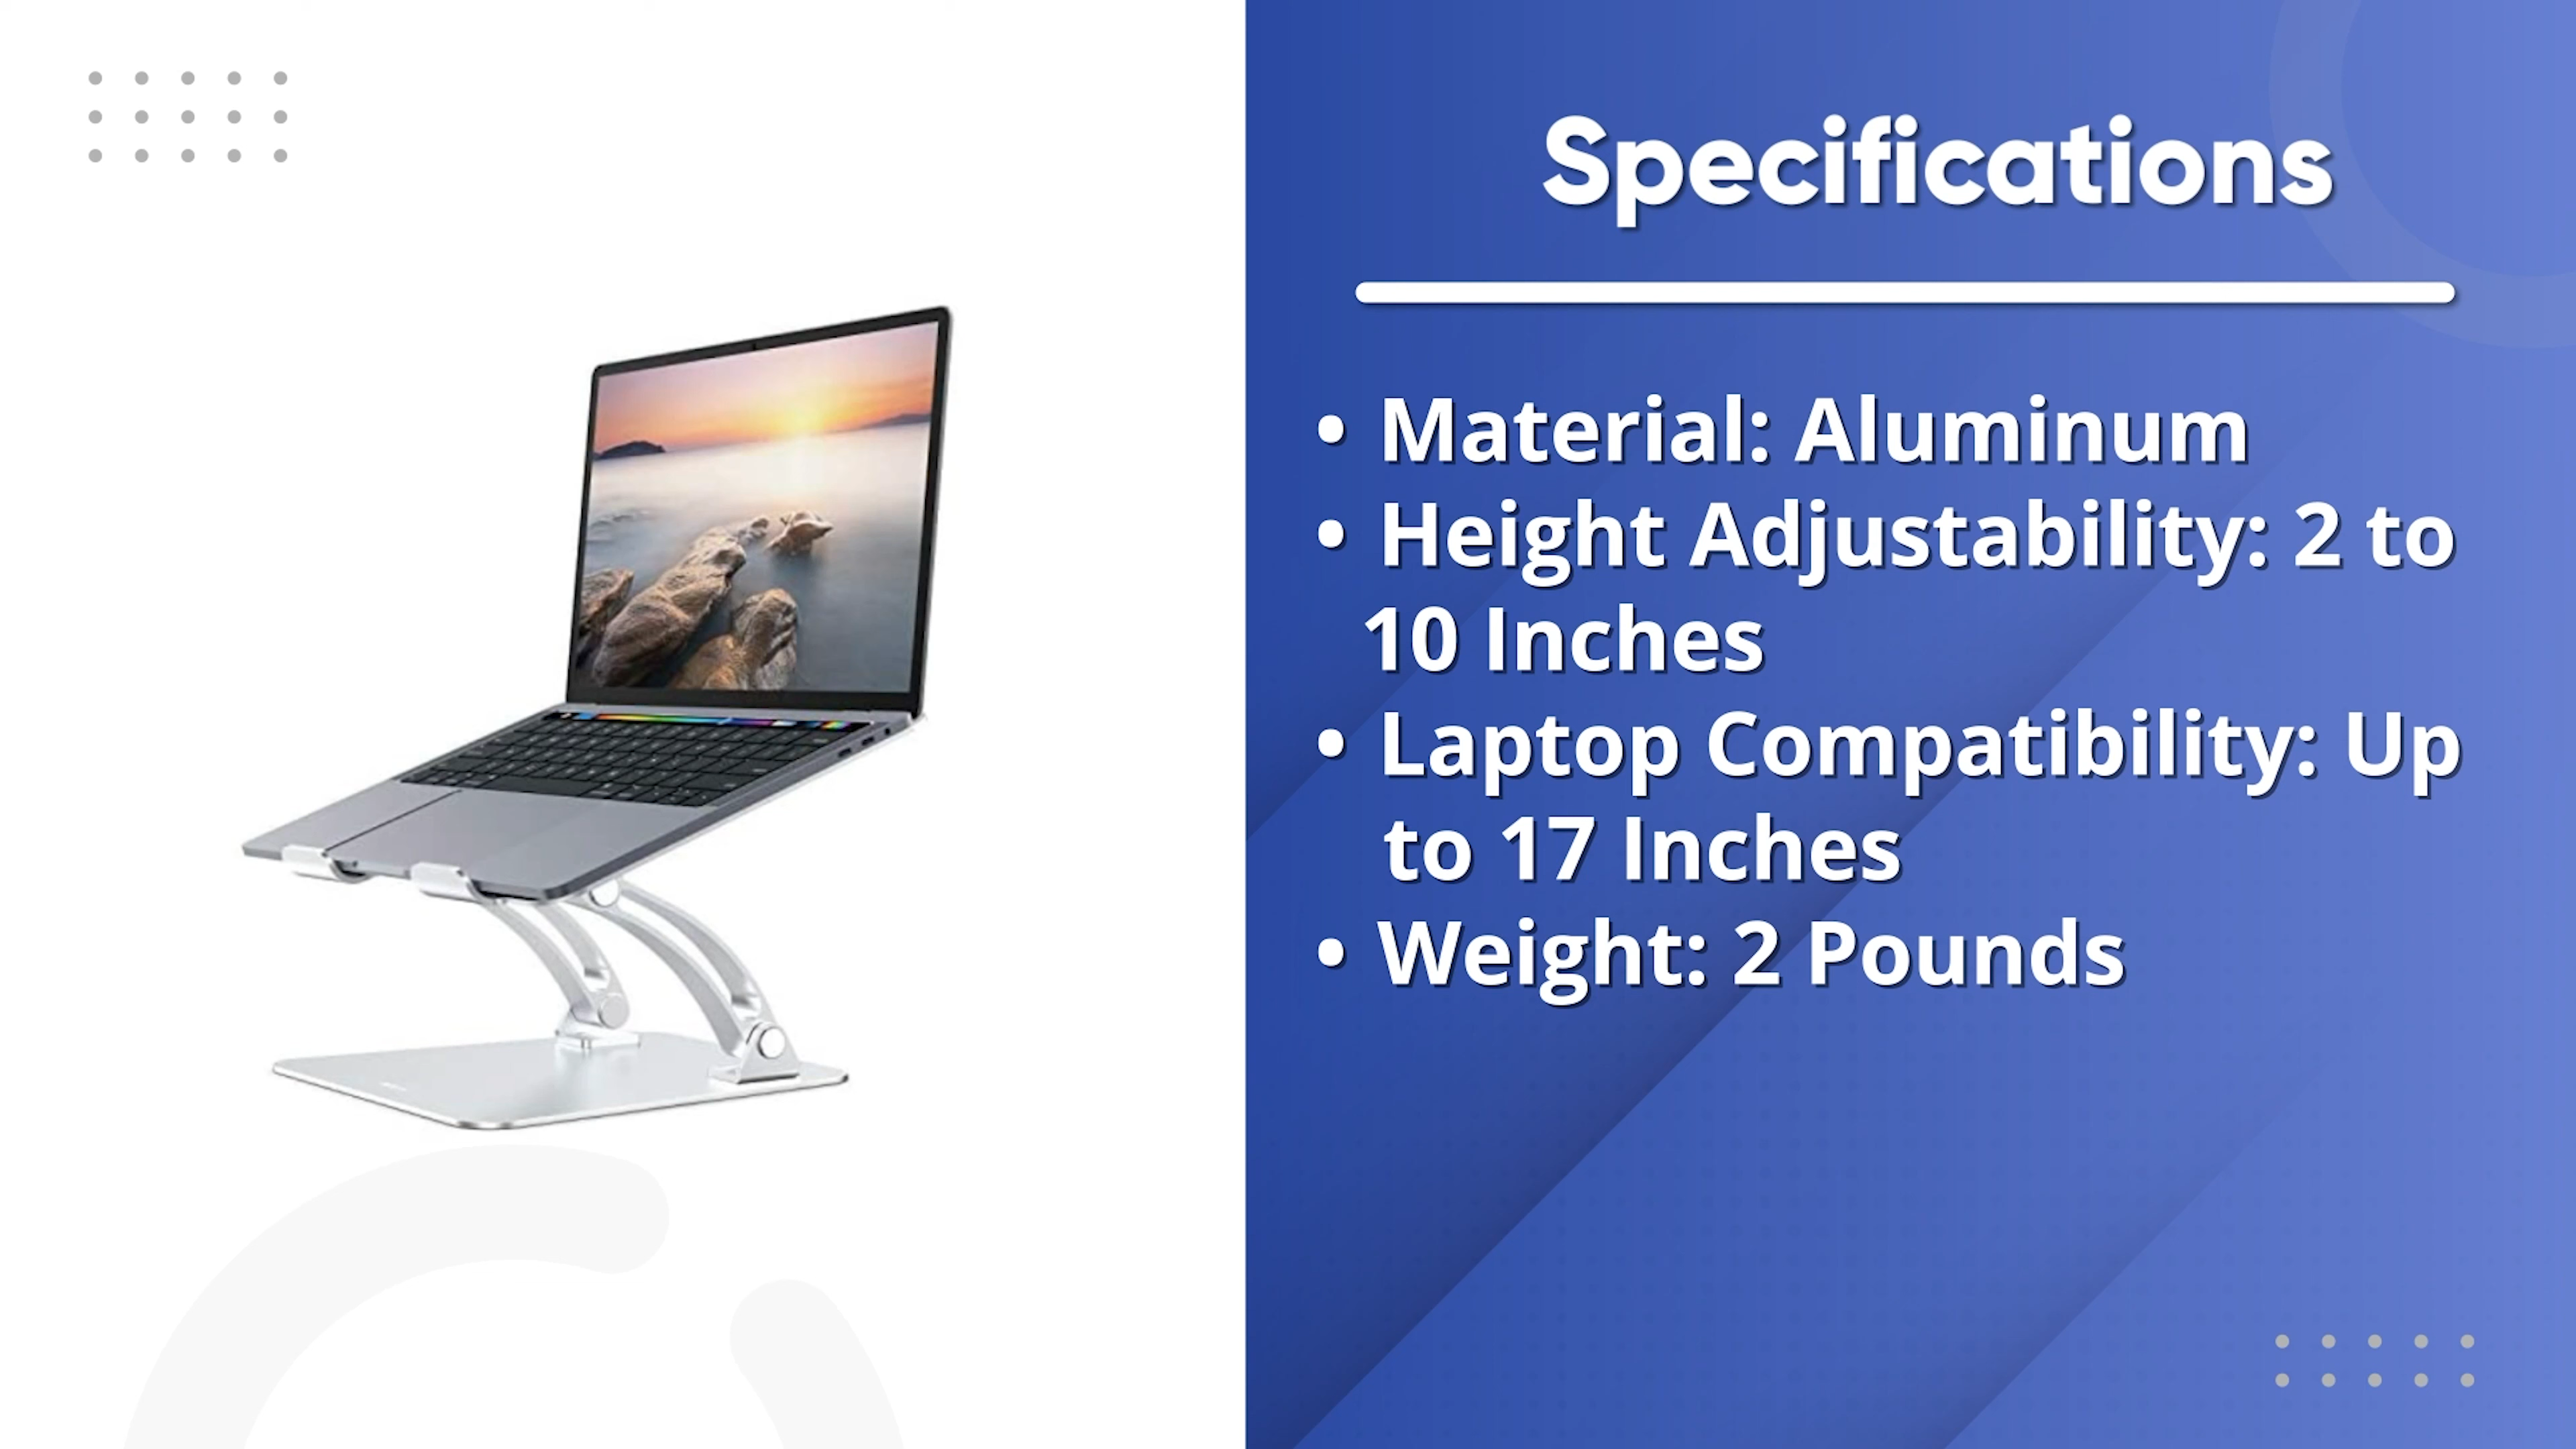 Specifications
• Material: Aluminum
• Height Adjustability: 2 to
10 Inches
• Laptop Compatibility: Up
to 17 Inches
• Weight: 2 Pounds